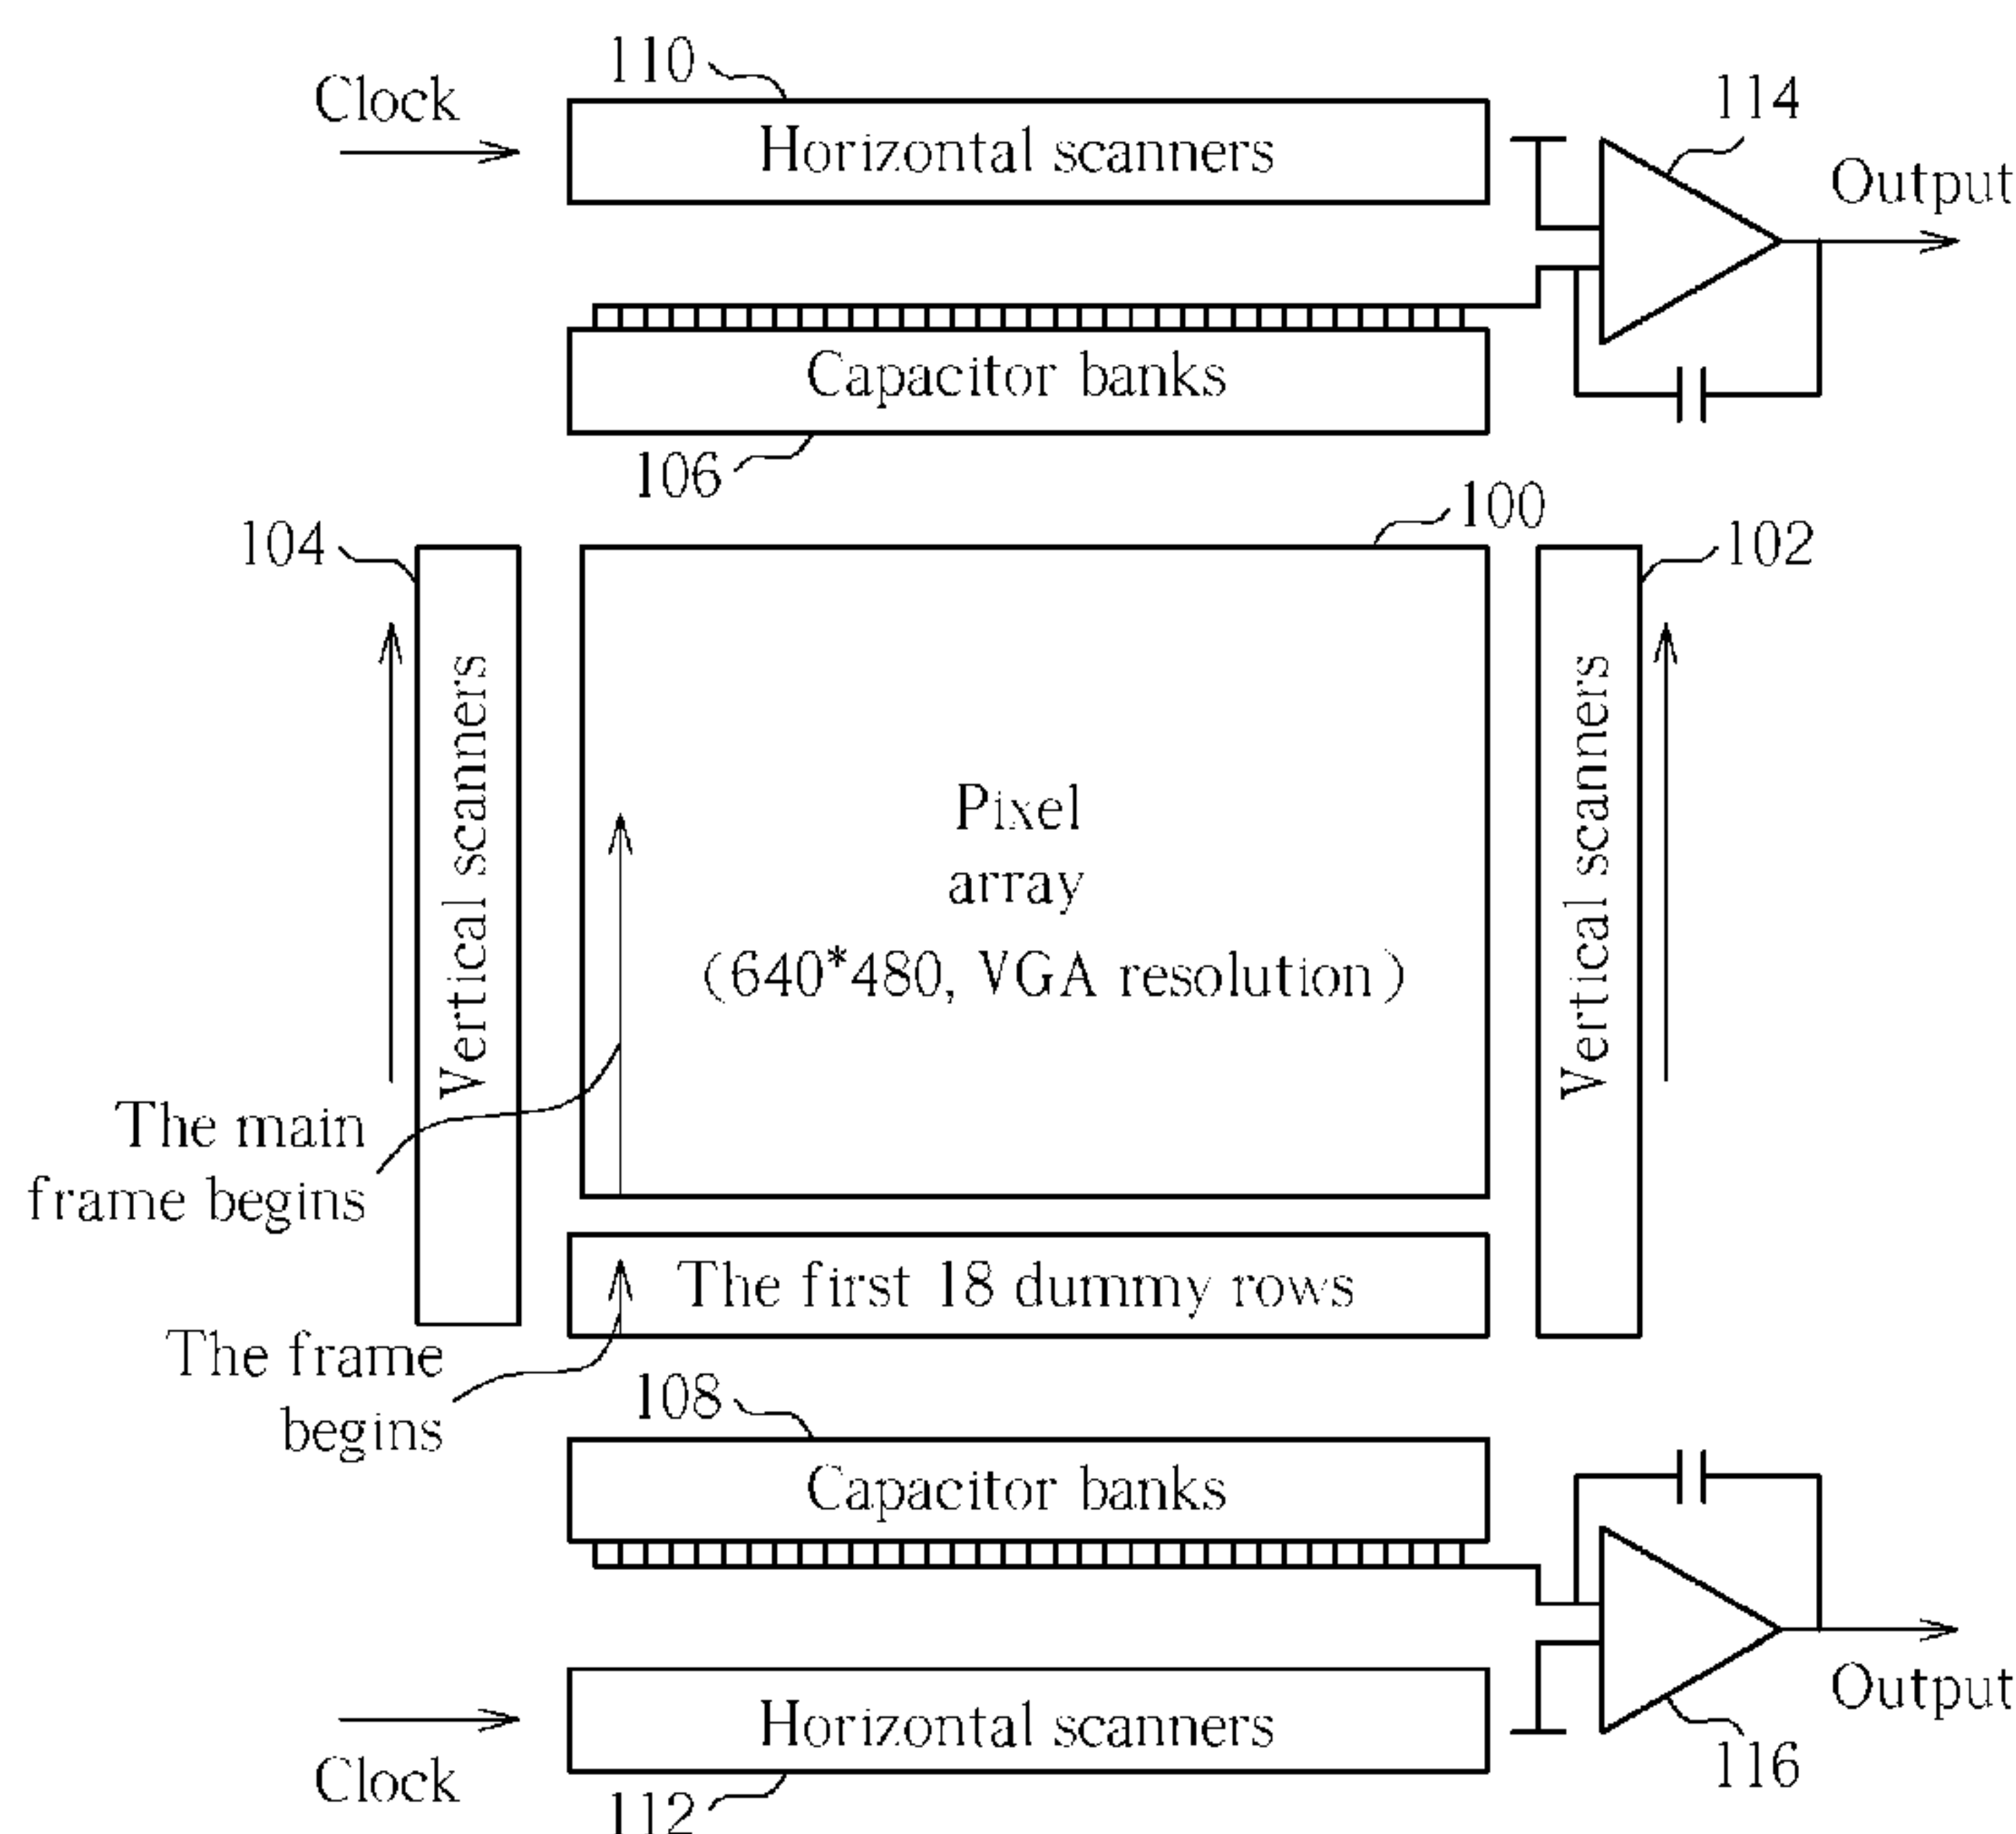 110
Clock
Horizontal scanners
114
Output
Capacitor banks
106
100
104
102
Vertical scanners
Vertical scanners
Pixel
array
(640*480, VGA resolution)
The main
frame begins
The first 18 dummy rows
The frame
begins
108
Capacitor banks
Horizontal scanners
Output
Clock
116
112